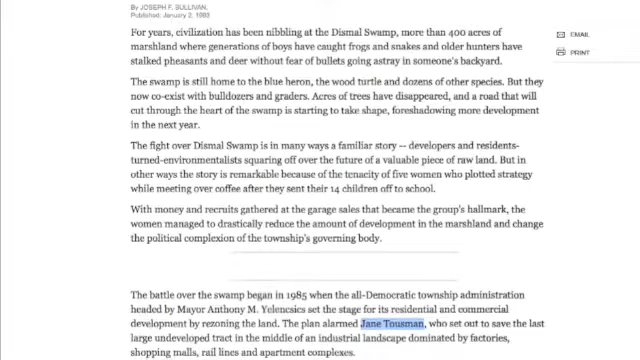 By JOSEPH F. SULLIVAN,
Published: January 2, 1993
For years, civilization has been nibbling at the Dismal Swamp, more than 400 acres of
marshland where generations of boys have caught frogs and snakes and older hunters have
stalked pheasants and deer without fear of bullets going astray in someone's backyard.
The swamp is still home to the blue heron, the wood turtle and dozens of other species. But they
now co-exist with bulldozers and graders. Acres of trees have disappeared, and a road that will
cut through the heart of the swamp is starting to take shape, foreshadowing more development
in the next year.
The fight over Dismal Swamp is in many ways a familiar story -- developers and residents-
turned-environmentalists squaring off over the future of a valuable piece of raw land. But in
other ways the story is remarkable because of the tenacity of five women who plotted strategy
while meeting over coffee after they sent their 14 children off to school.
With money and recruits gathered at the garage sales that became the group's hallmark, the
women managed to drastically reduce the amount of development in the marshland and change
the political complexion of the township's governing body.
The battle over the swamp began in 1985 when the all-Democratic township administration
headed by Mayor Anthony M. Yelencsics set the stage for its residential and commercial
development by rezoning the land. The plan alarmed Jane Tousman, who set out to save the last
large undeveloped tract in the middle of an industrial landscape dominated by factories,
shopping malls, rail lines and apartment complexes.
EMAIL
PRINT